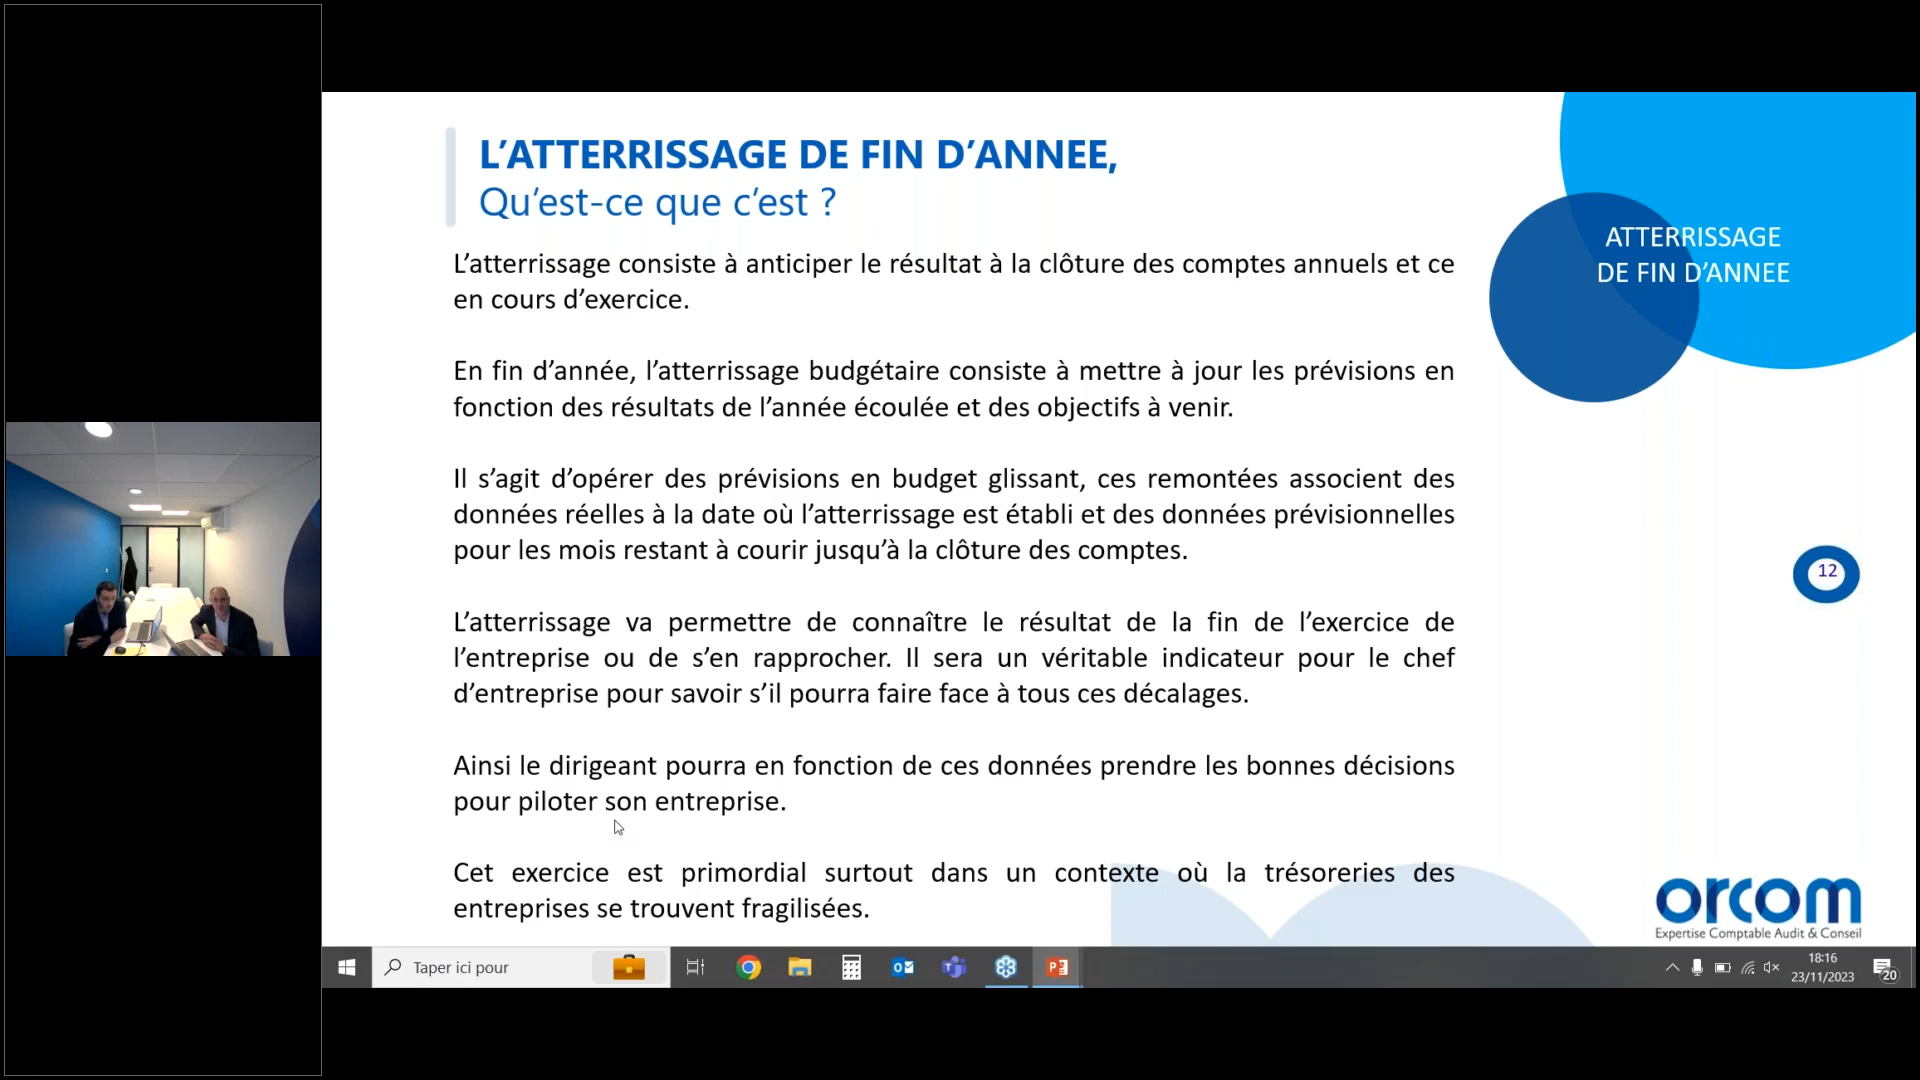 L’ATTERRISSAGE DE FIN D’ANNEE,
Qu’est-ce que c’est ?
L’atterrissage consiste à anticiper le résultat à la clôture des comptes annuels et ce
en cours d’exercice.
En fin d’année, l’atterrissage budgétaire consiste à mettre à jour les prévisions en
fonction des résultats de l’année écoulée et des objectifs à venir.
Il s’agit d’opérer des prévisions en budget glissant, ces remontées associent des
données réelles à la date où l’atterrissage est établi et des données prévisionnelles
pour les mois restant à courir jusqu’à la clôture des comptes.
L’atterrissage va permettre de connaître le résultat de la fin de l’exercice de
l’entreprise ou de s’en rapprocher. Il sera un véritable indicateur pour le chef
d’entreprise pour savoir s’il pourra faire face à tous ces décalages.
Ainsi le dirigeant pourra en fonction de ces données prendre les bonnes décisions
pour piloter son entreprise.
Cet exercice est primordial surtout dans un contexte où la trésoreries des
entreprises se trouvent fragilisées.
ATTERRISSAGE
DE FIN D’ANNEE
12
orcom
Expertise Comptable Audit & Conseil
Taper ici pour
18:16
23/11/2023
20